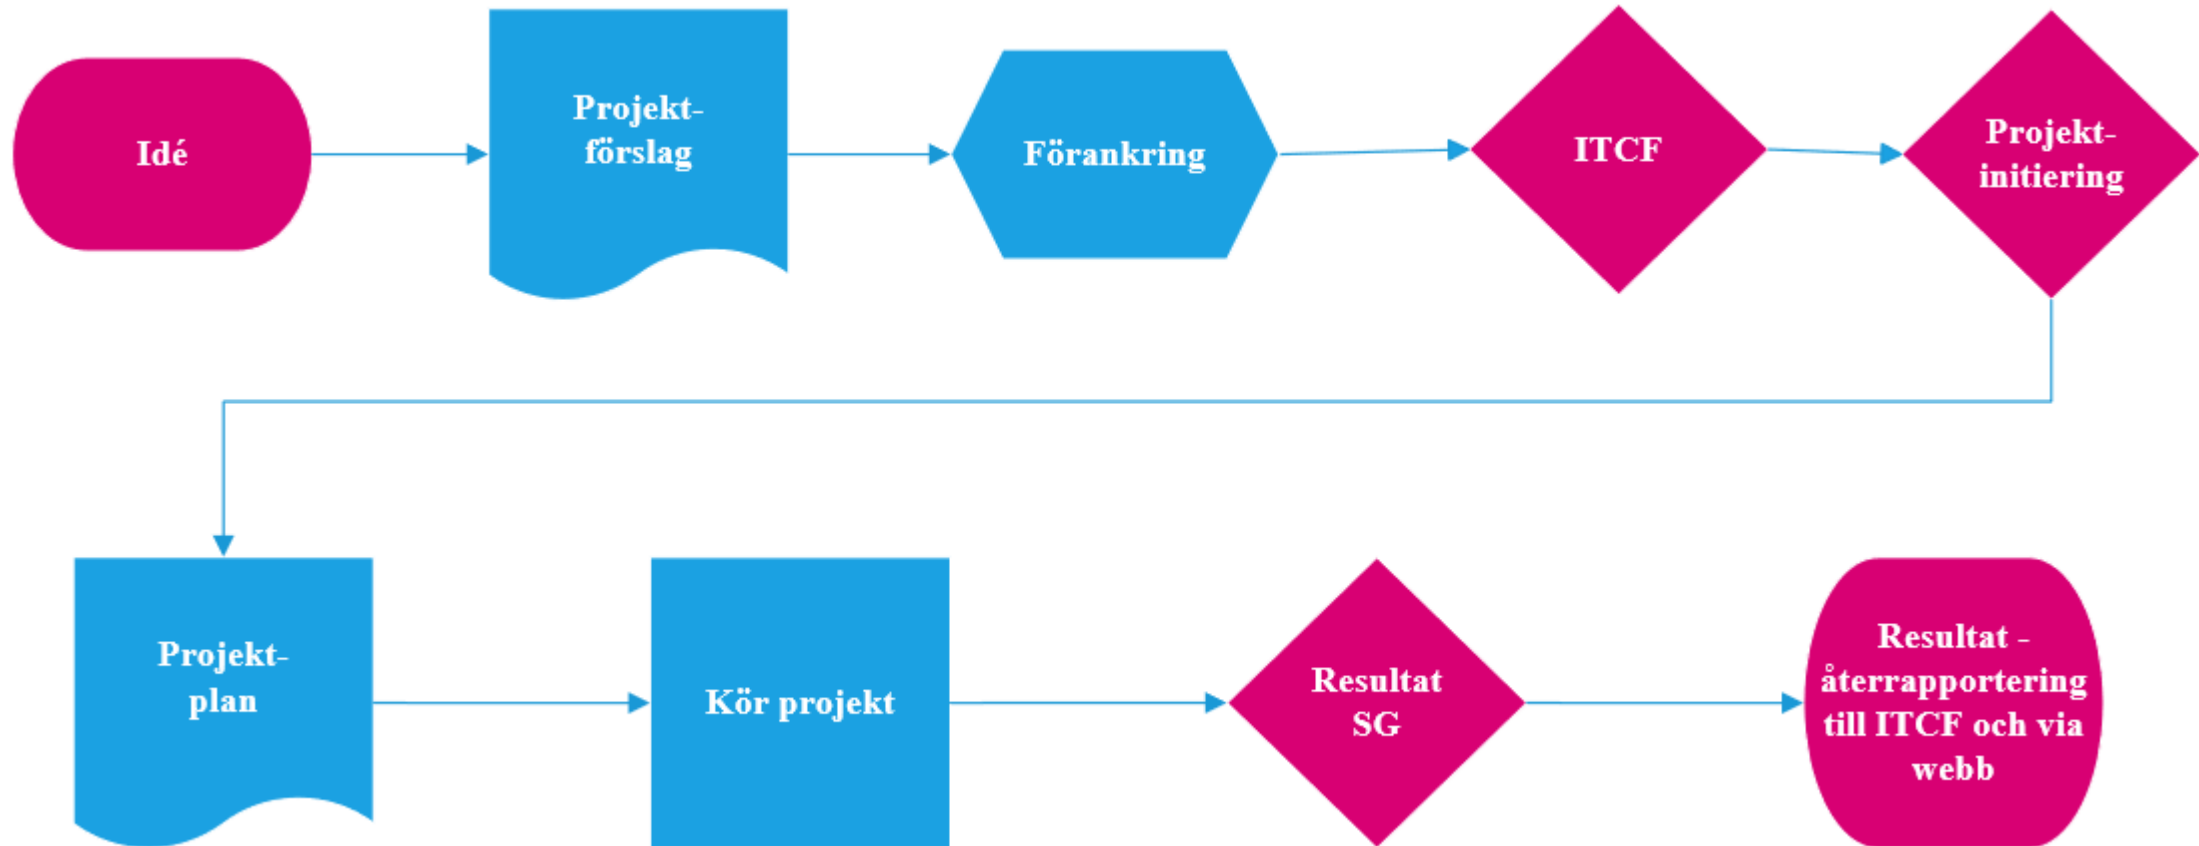 Idé
Projekt-
förslag
Förankring
ITCF
Projekt-
initiering
Projekt-
plan
Kör projekt
Resultat
SG
Resultat -
återrapportering
till ITCF och via
webb